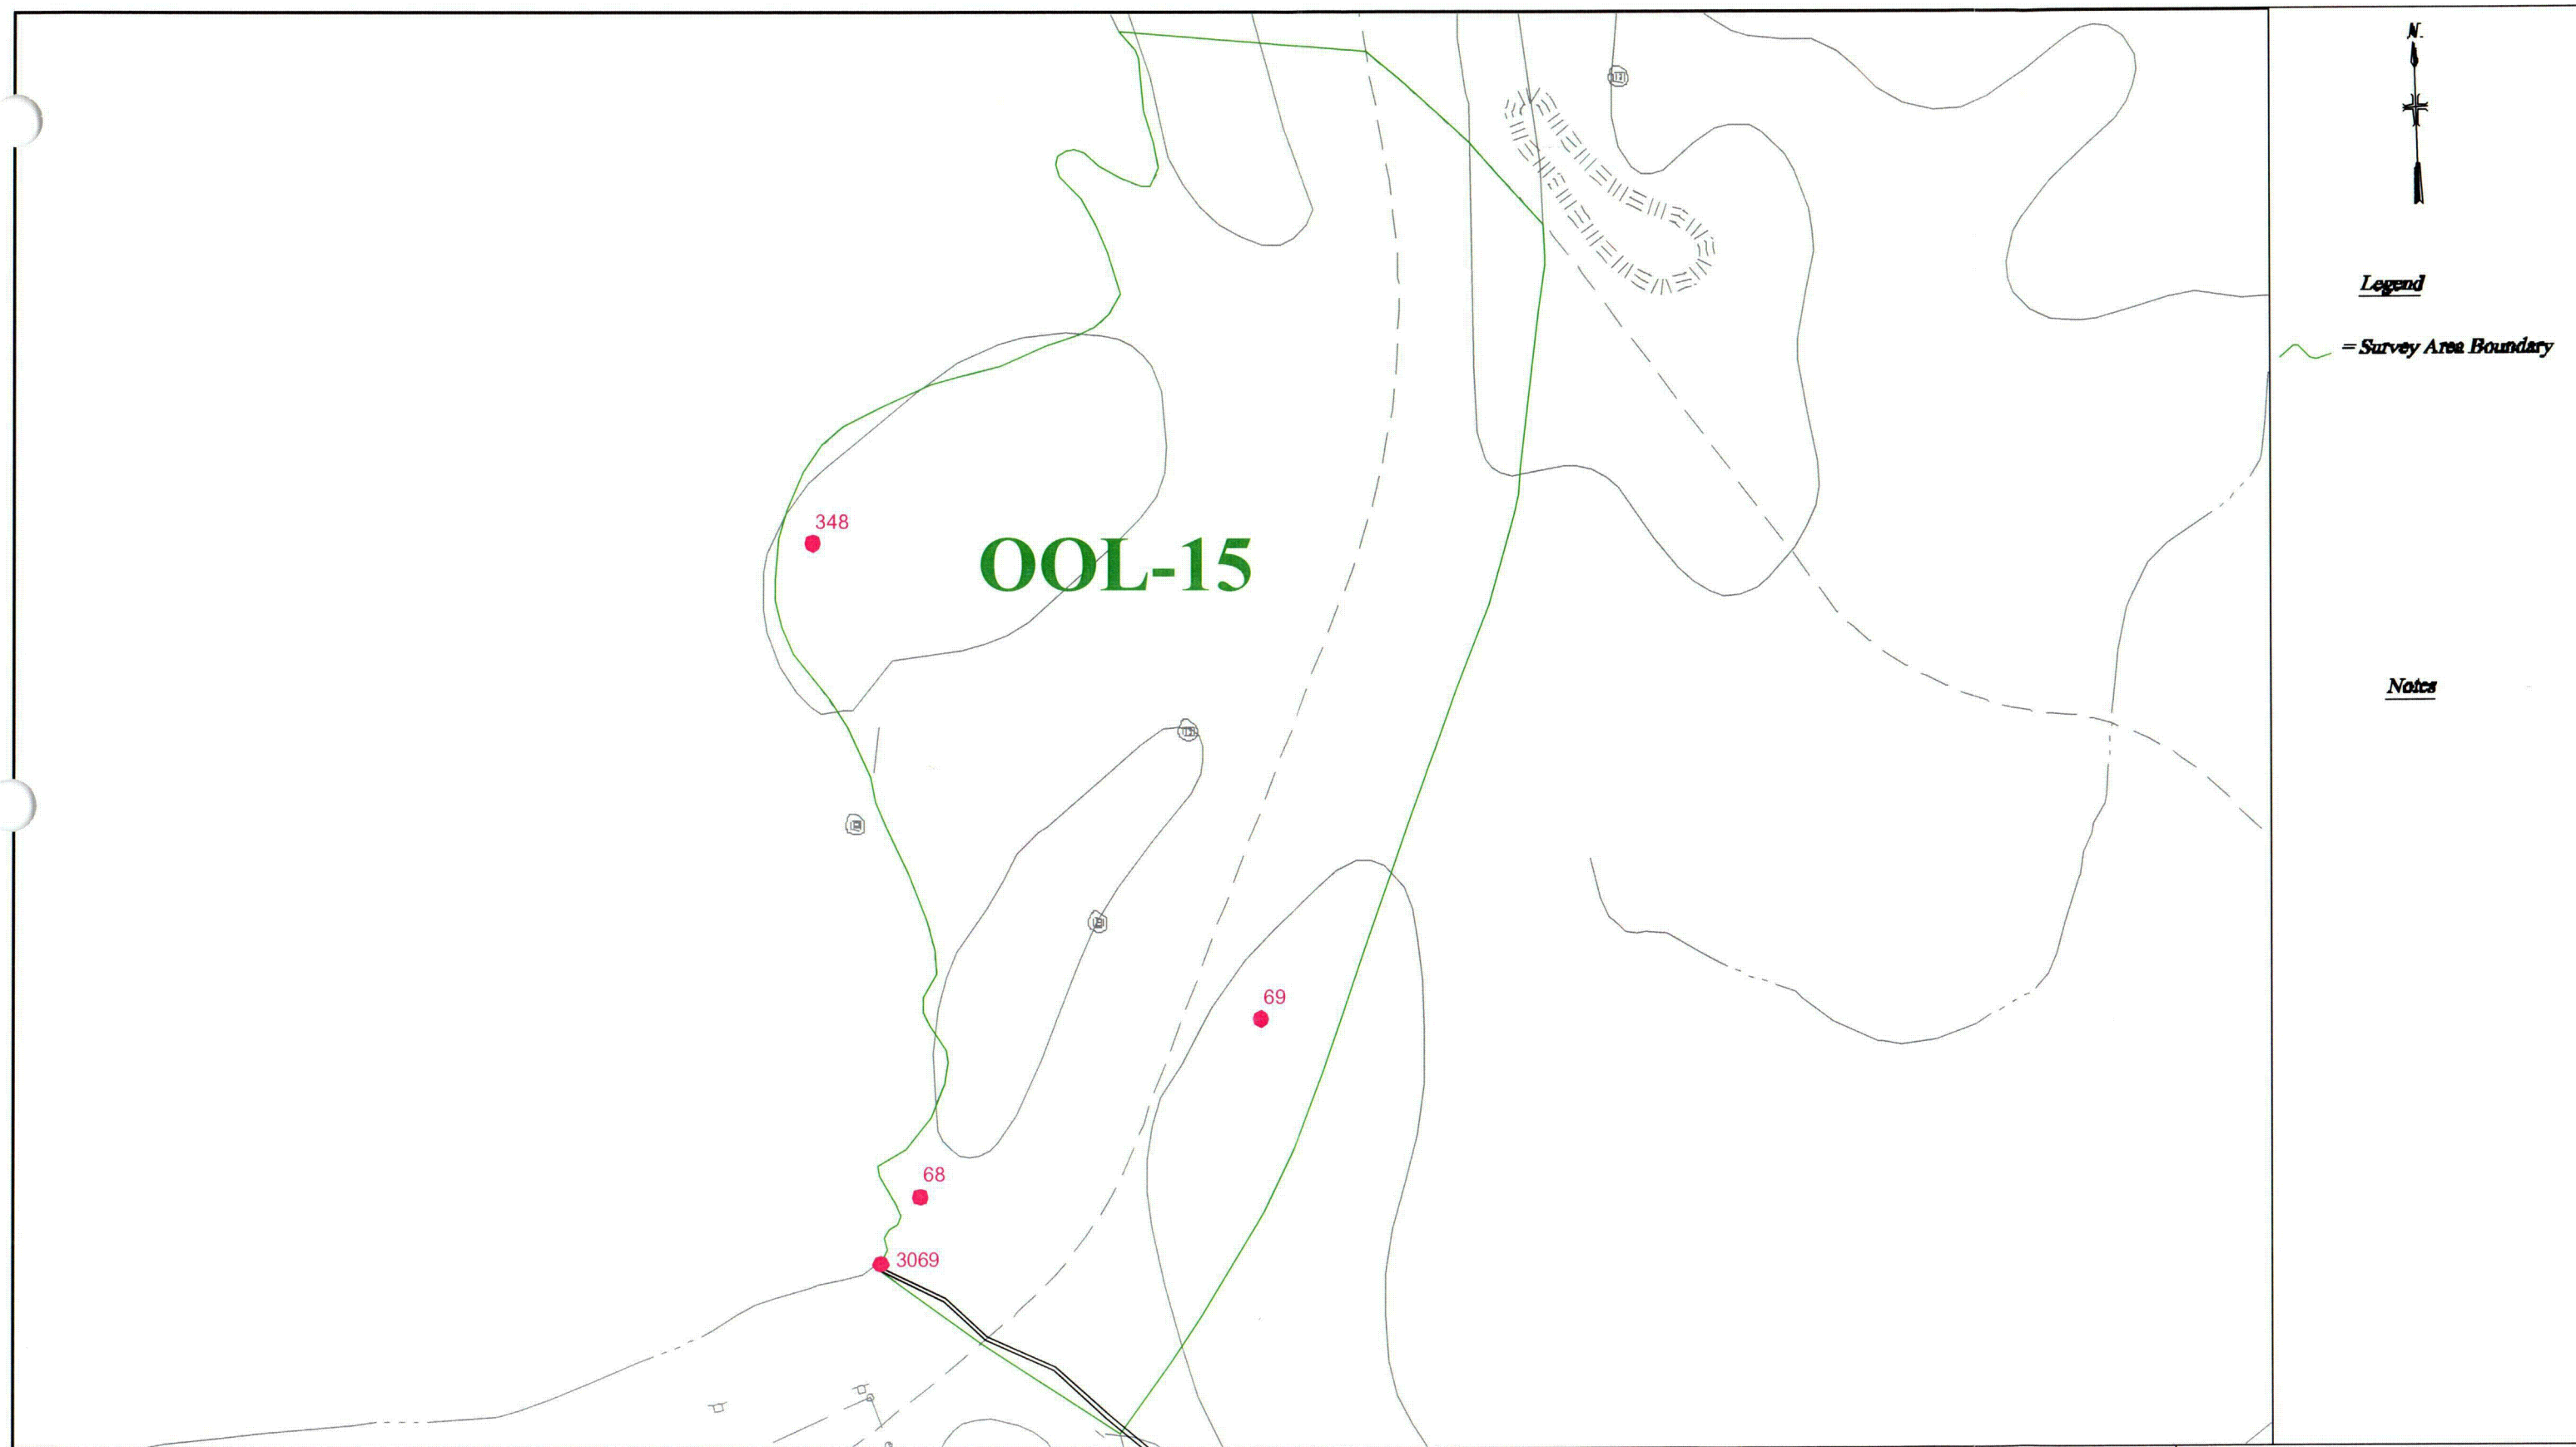 N.
Legend
= Survey Area Boundary
348
OOL-15
Notes
69
68
3069